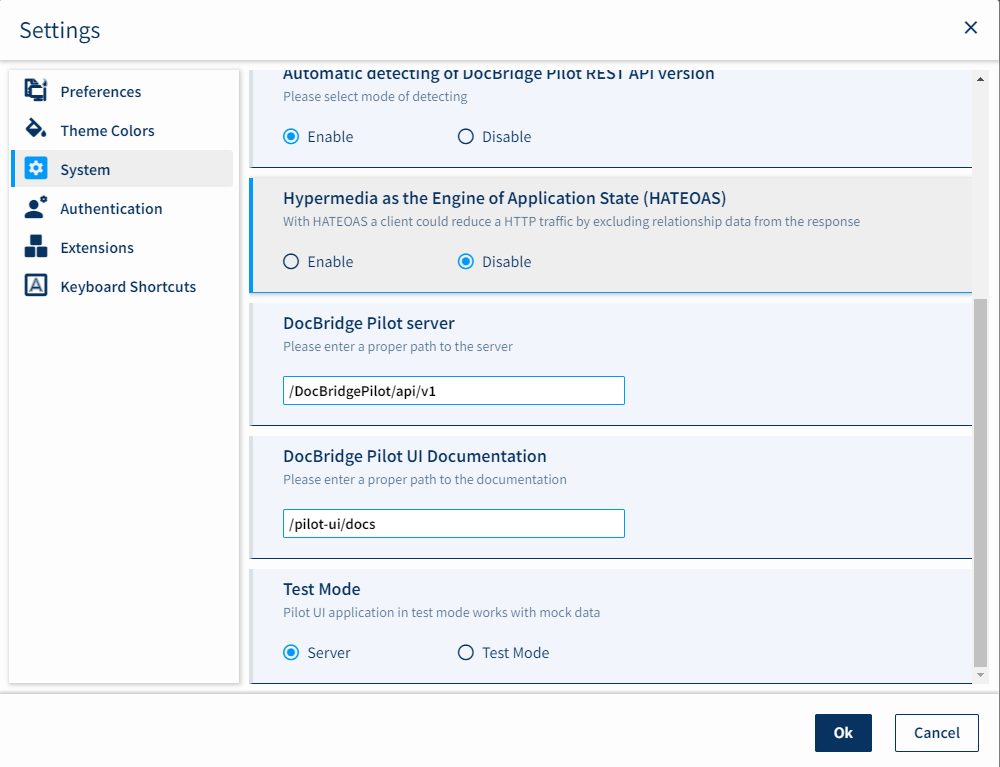 Settings
Preferences
Theme Colors
System
Authentication
Extensions
Keyboard Shortcuts
Automatic detecting of DocBridge Pilot REST API version
Please select mode of detecting
Enable Disable
Hypermedia as the Engine of Application State (HATEOAS)
With HATEOAS a client could reduce a HTTP traffic by excluding relationship data from the response
Enable Disable
DocBridge Pilot server
Please enter a proper path to the server
/DocBridgePilot/api/v1
DocBridge Pilot UI Documentation
Please enter a proper path to the documentation
/pilot-ui/docs
Test Mode
Pilot UI application in test mode works with mock data
Server Test Mode
Ok Cancel